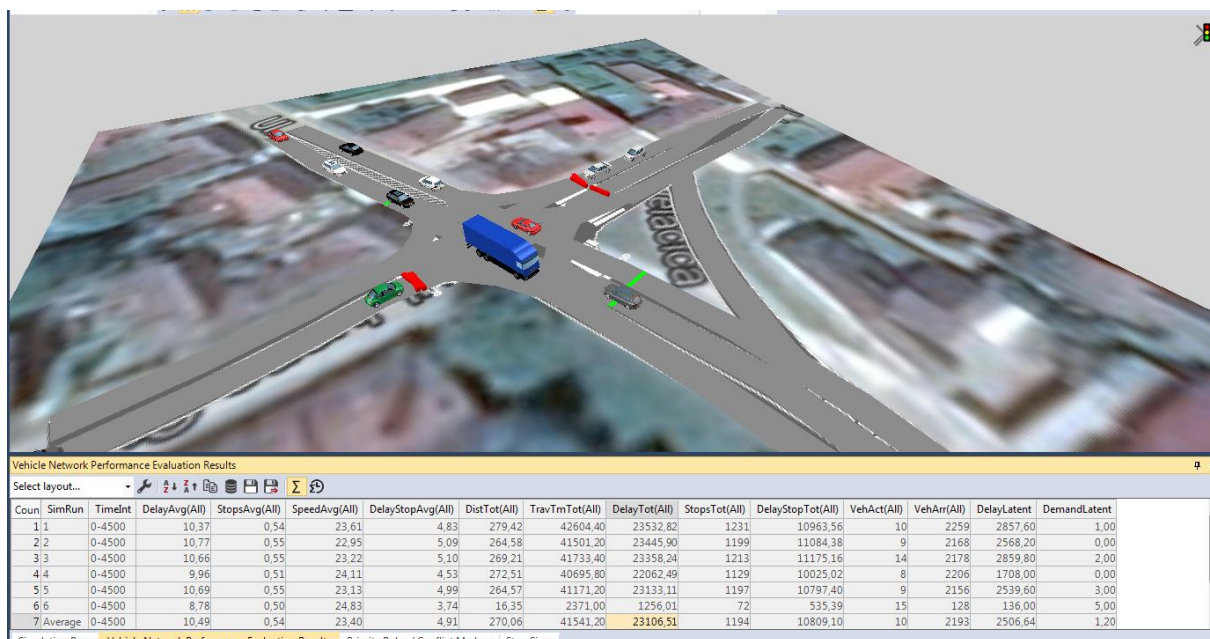 Vehicle Network Performance Evaluation Results
Select layout...
Coun SimRun TimeInt DelayAvg(All) StopsAvg(All) SpeedAvg(All) DelayStopAvg(All) DistTot(All) TravTmTot(All) DelayTot(All) StopsTot(All) DelayStopTot(All) VehAct(All) VehArr(All) DelayLatent DemandLatent
1 1 0-4500 10,37 0,54 23,61 4,83 279,42 42604,40 23532,82 1231 10963,56 10 2259 2857,60 1,00
2 2 0-4500 10,77 0,55 22,95 5,09 264,58 41501,20 23445,90 1199 11084,38 9 2168 2568,20 0,00
3 3 0-4500 10,66 0,55 23,22 5,10 269,21 41733,40 23358,24 1213 11175,16 14 2178 2859,80 2,00
4 4 0-4500 9,96 0,51 24,11 4,53 272,51 40695,80 22062,49 1129 10025,02 8 2206 1708,00 0,00
5 5 0-4500 10,69 0,55 23,13 4,99 264,57 41171,20 23133,11 1197 10797,40 9 2156 2539,60 3,00
6 6 0-4500 8,78 0,50 24,83 3,74 16,35 2371,00 1256,01 72 535,39 15 128 136,00 5,00
7 Average 0-4500 10,49 0,54 23,40 4,91 270,06 41541,20 23106,51 1194 10809,10 10 2193 2506,64 1,20